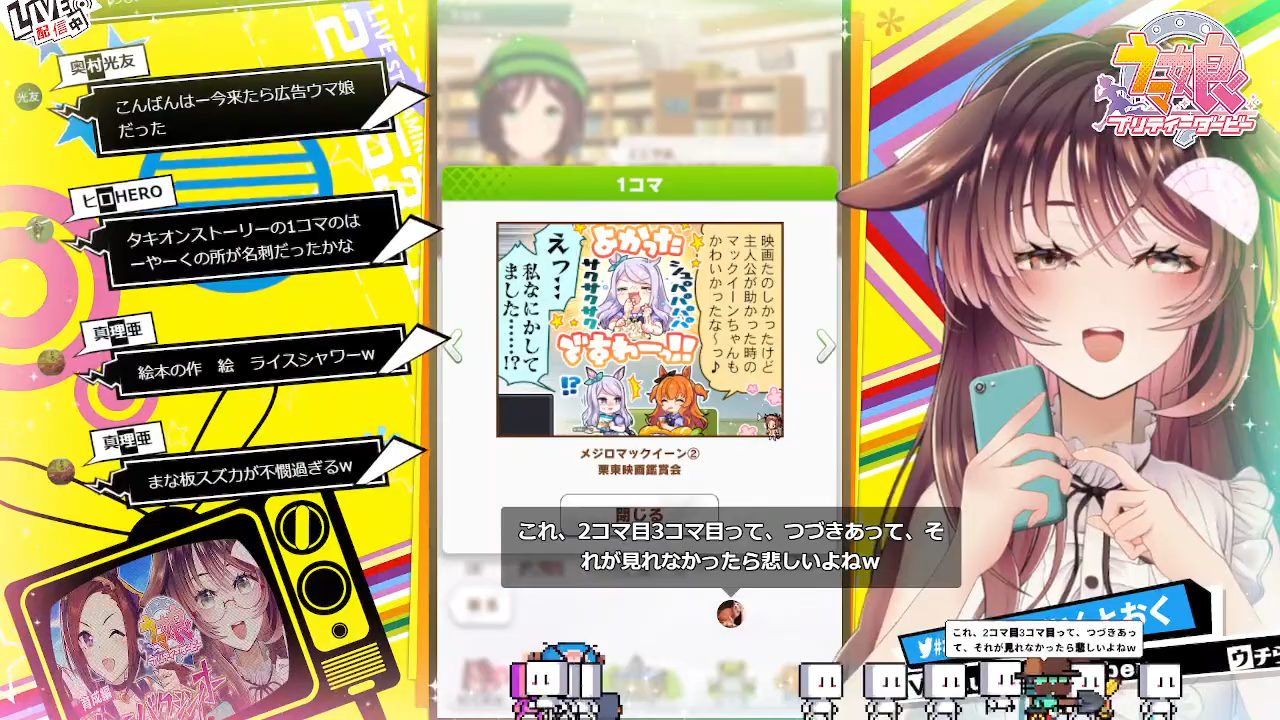 LIVE
配信中
奥村光友
光友
こんばんはー今来たら広告ウマ娘
だった
ヒロHERO
タキオンストーリーの1コマのは
ーやーくの所が名刺だったかな
真理亜
絵本の作　絵　ライスシャワーw
真理亜
まな板スズカが不憫過ぎるw
ウマ娘
プリティーダービー
1コマ
映画たのしかったけど
主人公が助かった時の
マックイーンちゃんも
かわいかったな〜っ♪
よかった
ですわーっ!!
シュパパパパ
サクサクサク
えっ…
私なにかして
ました……!?
!?
メジロマックイーン②
栗東映画鑑賞会
閉じる
これ、2コマ目3コマ目って、つづきあって、そ
れが見れなかったら悲しいよねw
これ、2コマ目3コマ目って、つづきあっ
て、それが見れなかったら悲しいよねw
とおく
ウチら
育成編